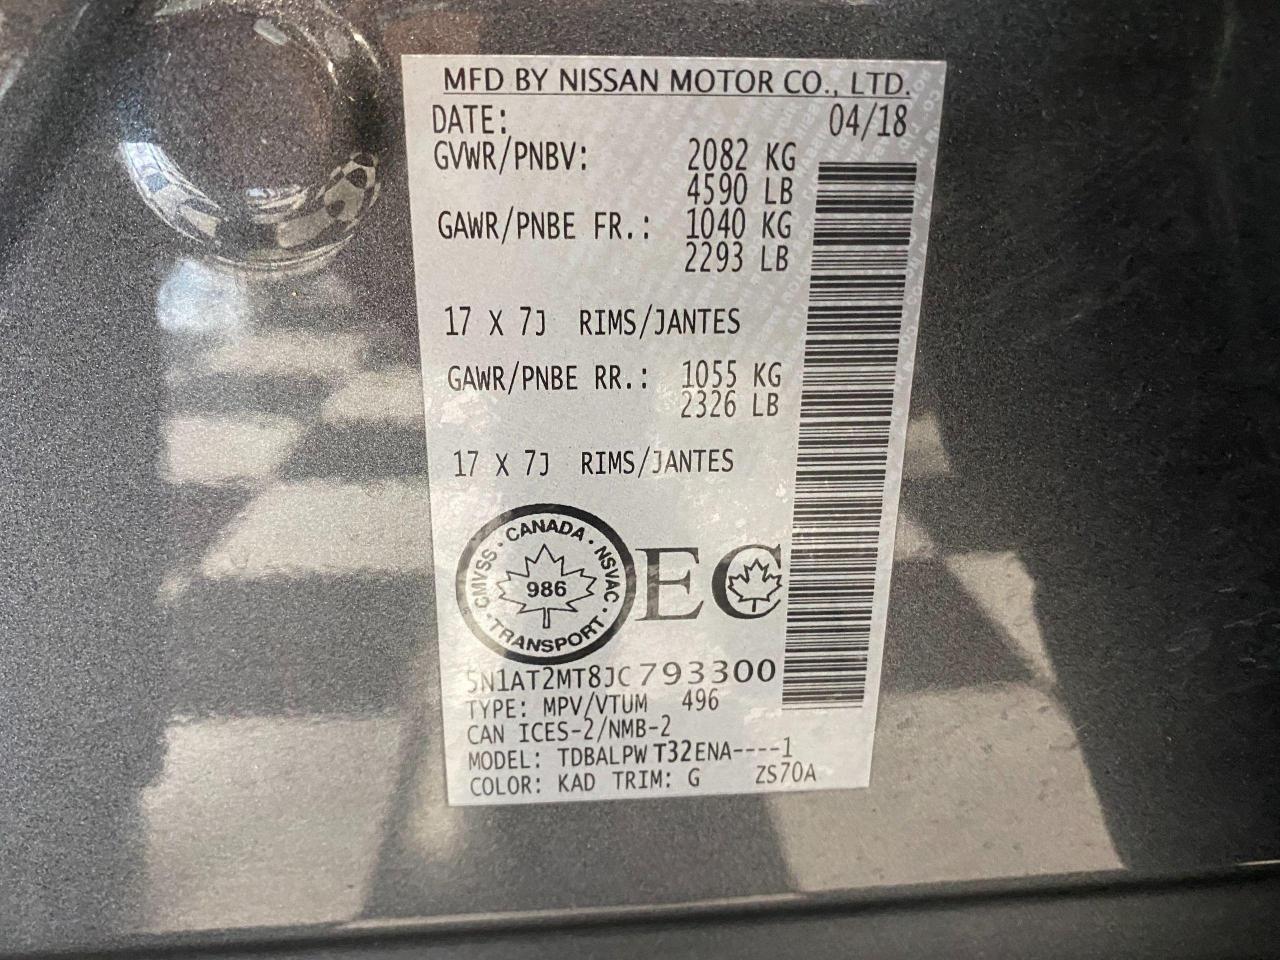 MFD BY NISSAN MOTOR CO., LTD.
DATE: 04/18
GVWR/PNBV: 2082 KG
4590 LB
GAWR/PNBE FR.: 1040 KG
2293 LB
17 X 7J RIMS/JANTES
GAWR/PNBE RR.: 1055 KG
2326 LB
17 X 7J RIMS/JANTES
CMVSS · CANADA · NSVAC · TRANSPORT ·
986
EC
5N1AT2MT8JC793300
TYPE: MPV/VTUM 496
CAN ICES-2/NMB-2
MODEL: TDBALPW T32ENA----1
COLOR: KAD TRIM: G ZS70A